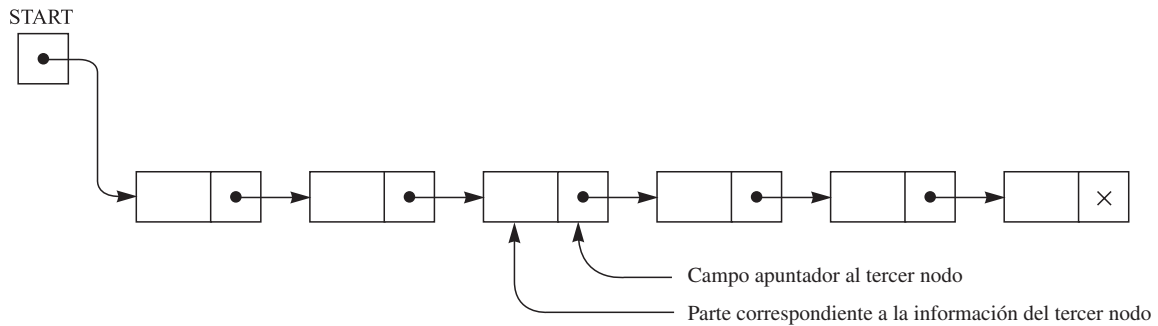 START
Campo apuntador al tercer nodo
Parte correspondiente a la información del tercer nodo